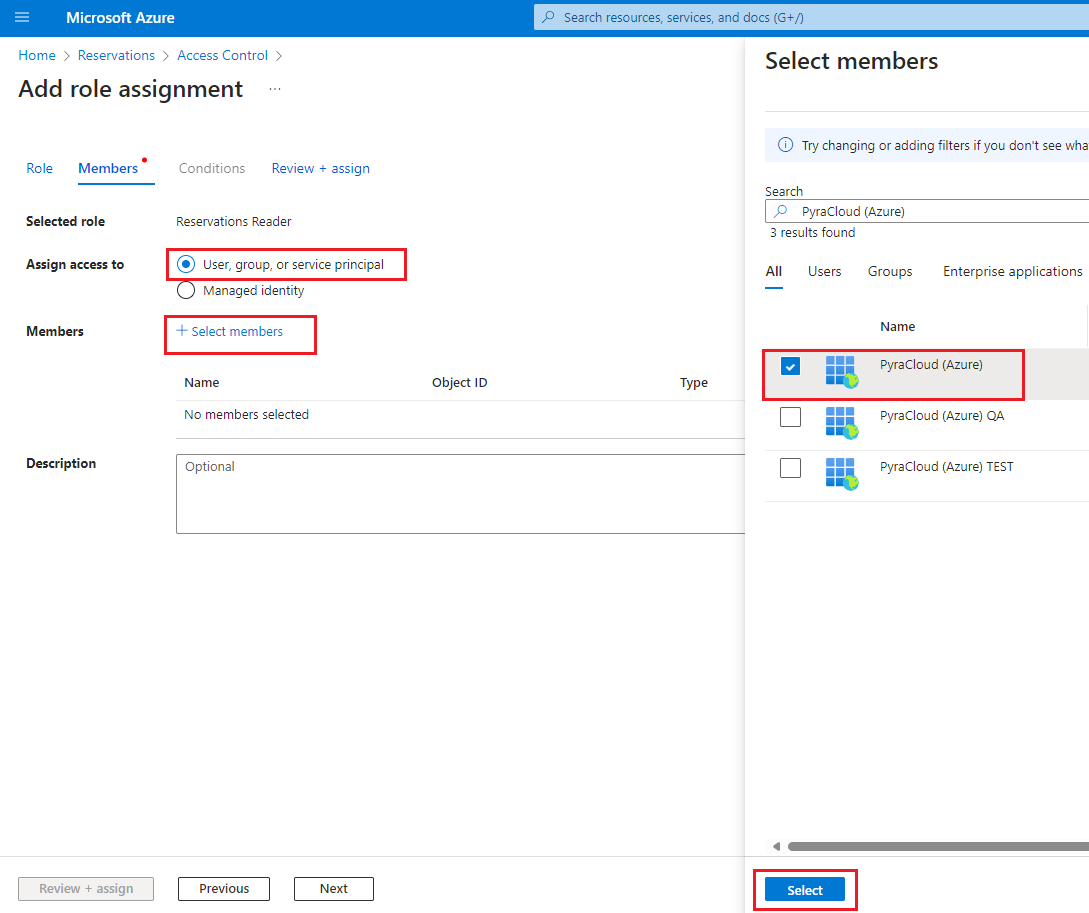 Microsoft Azure
Search resources, services, and docs (G+/)
Home > Reservations > Access Control >
Add role assignment ...
Role Members Conditions Review + assign
Selected role Reservations Reader
Assign access to User, group, or service principal
Managed identity
Members + Select members
Name Object ID Type
No members selected
Description Optional
Review + assign Previous Next
Select members
Try changing or adding filters if you don't see wha
Search
PyraCloud (Azure)
3 results found
All Users Groups Enterprise applications
Name
PyraCloud (Azure)
PyraCloud (Azure) QA
PyraCloud (Azure) TEST
Select